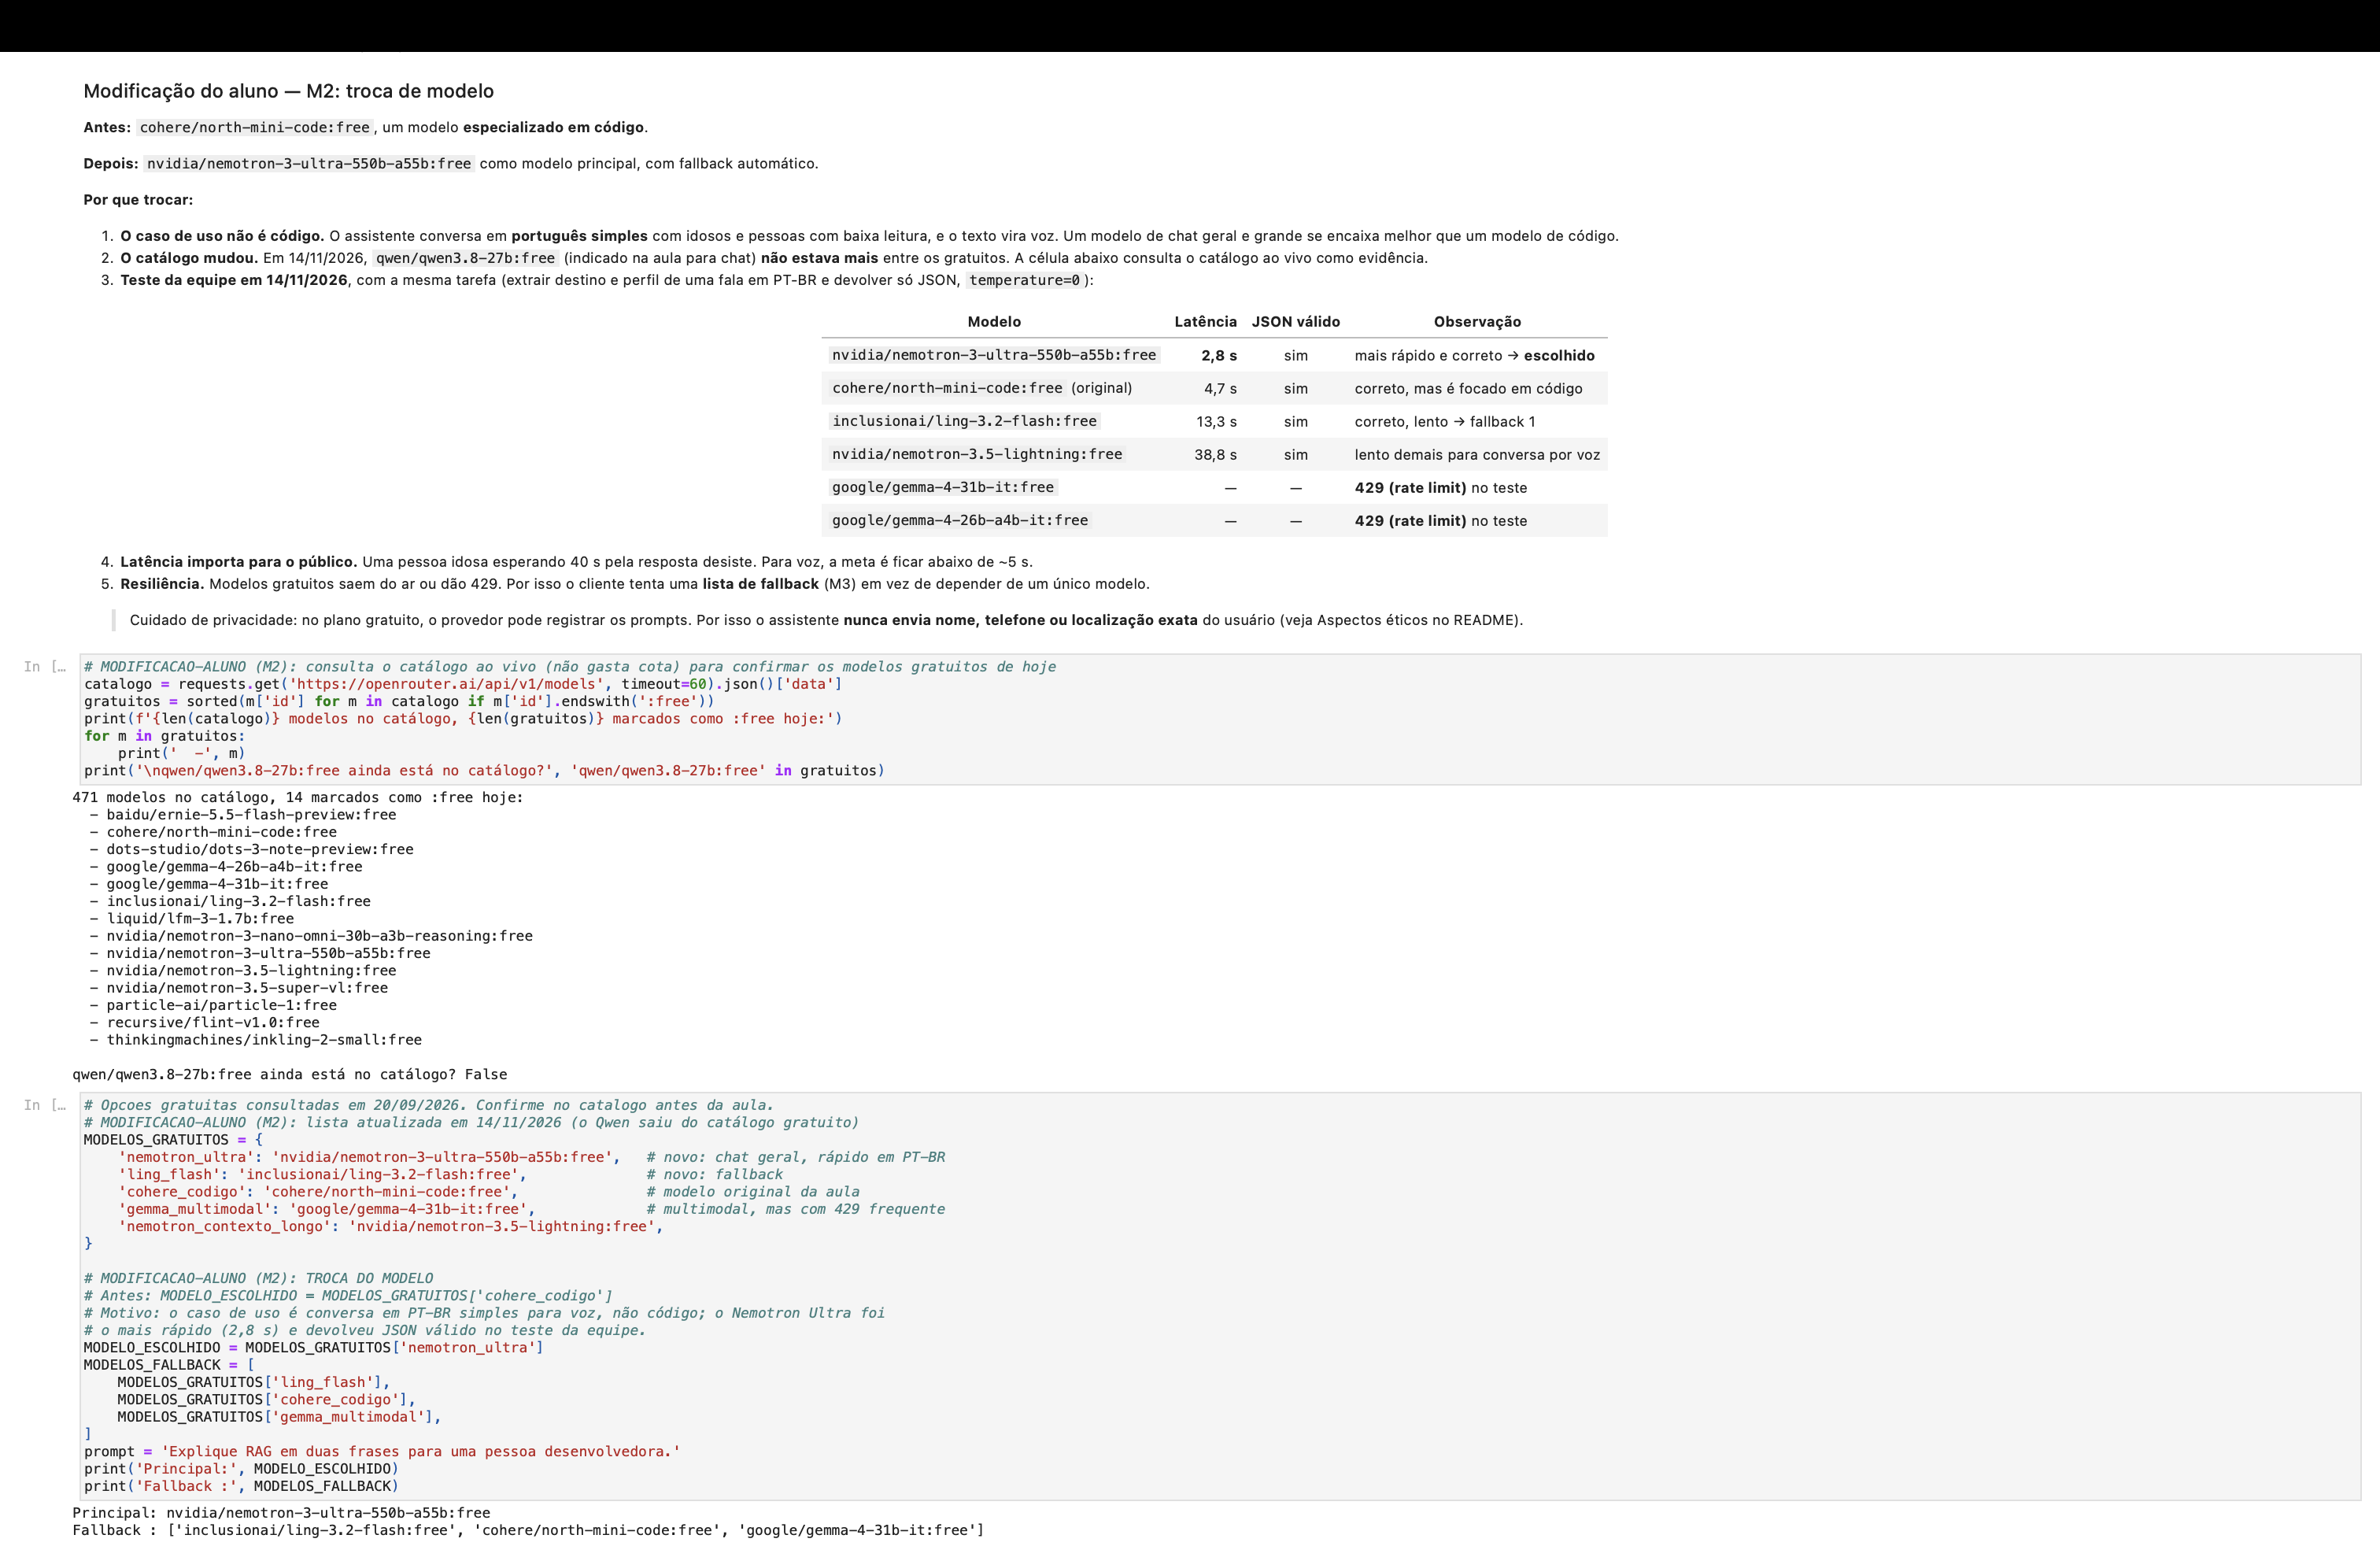 Modificação do aluno — M2: troca de modelo
Antes: cohere/north-mini-code:free, um modelo especializado em código.
Depois: nvidia/nemotron-3-ultra-550b-a55b:free como modelo principal, com fallback automático.
Por que trocar:
1. O caso de uso não é código. O assistente conversa em português simples com idosos e pessoas com baixa leitura, e o texto vira voz. Um modelo de chat geral e grande se encaixa melhor que um modelo de código.
2. O catálogo mudou. Em 14/11/2026, qwen/qwen3.8-27b:free (indicado na aula para chat) não estava mais entre os gratuitos. A célula abaixo consulta o catálogo ao vivo como evidência.
3. Teste da equipe em 14/11/2026, com a mesma tarefa (extrair destino e perfil de uma fala em PT-BR e devolver só JSON, temperature=0):
Modelo Latência JSON válido Observação
nvidia/nemotron-3-ultra-550b-a55b:free 2,8 s sim mais rápido e correto → escolhido
cohere/north-mini-code:free (original) 4,7 s sim correto, mas é focado em código
inclusionai/ling-3.2-flash:free 13,3 s sim correto, lento → fallback 1
nvidia/nemotron-3.5-lightning:free 38,8 s sim lento demais para conversa por voz
google/gemma-4-31b-it:free — — 429 (rate limit) no teste
google/gemma-4-26b-a4b-it:free — — 429 (rate limit) no teste
4. Latência importa para o público. Uma pessoa idosa esperando 40 s pela resposta desiste. Para voz, a meta é ficar abaixo de ~5 s.
5. Resiliência. Modelos gratuitos saem do ar ou dão 429. Por isso o cliente tenta uma lista de fallback (M3) em vez de depender de um único modelo.
Cuidado de privacidade: no plano gratuito, o provedor pode registrar os prompts. Por isso o assistente nunca envia nome, telefone ou localização exata do usuário (veja Aspectos éticos no README).
In […
# MODIFICACAO-ALUNO (M2): consulta o catálogo ao vivo (não gasta cota) para confirmar os modelos gratuitos de hoje
catalogo = requests.get('https://openrouter.ai/api/v1/models', timeout=60).json()['data']
gratuitos = sorted(m['id'] for m in catalogo if m['id'].endswith(':free'))
print(f'{len(catalogo)} modelos no catálogo, {len(gratuitos)} marcados como :free hoje:')
for m in gratuitos:
    print('  -', m)
print('\nqwen/qwen3.8-27b:free ainda está no catálogo?', 'qwen/qwen3.8-27b:free' in gratuitos)
471 modelos no catálogo, 14 marcados como :free hoje:
  - baidu/ernie-5.5-flash-preview:free
  - cohere/north-mini-code:free
  - dots-studio/dots-3-note-preview:free
  - google/gemma-4-26b-a4b-it:free
  - google/gemma-4-31b-it:free
  - inclusionai/ling-3.2-flash:free
  - liquid/lfm-3-1.7b:free
  - nvidia/nemotron-3-nano-omni-30b-a3b-reasoning:free
  - nvidia/nemotron-3-ultra-550b-a55b:free
  - nvidia/nemotron-3.5-lightning:free
  - nvidia/nemotron-3.5-super-vl:free
  - particle-ai/particle-1:free
  - recursive/flint-v1.0:free
  - thinkingmachines/inkling-2-small:free
qwen/qwen3.8-27b:free ainda está no catálogo? False
In […
# Opcoes gratuitas consultadas em 20/09/2026. Confirme no catalogo antes da aula.
# MODIFICACAO-ALUNO (M2): lista atualizada em 14/11/2026 (o Qwen saiu do catálogo gratuito)
MODELOS_GRATUITOS = {
    'nemotron_ultra': 'nvidia/nemotron-3-ultra-550b-a55b:free',   # novo: chat geral, rápido em PT-BR
    'ling_flash': 'inclusionai/ling-3.2-flash:free',              # novo: fallback
    'cohere_codigo': 'cohere/north-mini-code:free',               # modelo original da aula
    'gemma_multimodal': 'google/gemma-4-31b-it:free',             # multimodal, mas com 429 frequente
    'nemotron_contexto_longo': 'nvidia/nemotron-3.5-lightning:free',
}
# MODIFICACAO-ALUNO (M2): TROCA DO MODELO
# Antes: MODELO_ESCOLHIDO = MODELOS_GRATUITOS['cohere_codigo']
# Motivo: o caso de uso é conversa em PT-BR simples para voz, não código; o Nemotron Ultra foi
# o mais rápido (2,8 s) e devolveu JSON válido no teste da equipe.
MODELO_ESCOLHIDO = MODELOS_GRATUITOS['nemotron_ultra']
MODELOS_FALLBACK = [
    MODELOS_GRATUITOS['ling_flash'],
    MODELOS_GRATUITOS['cohere_codigo'],
    MODELOS_GRATUITOS['gemma_multimodal'],
]
prompt = 'Explique RAG em duas frases para uma pessoa desenvolvedora.'
print('Principal:', MODELO_ESCOLHIDO)
print('Fallback :', MODELOS_FALLBACK)
Principal: nvidia/nemotron-3-ultra-550b-a55b:free
Fallback : ['inclusionai/ling-3.2-flash:free', 'cohere/north-mini-code:free', 'google/gemma-4-31b-it:free']